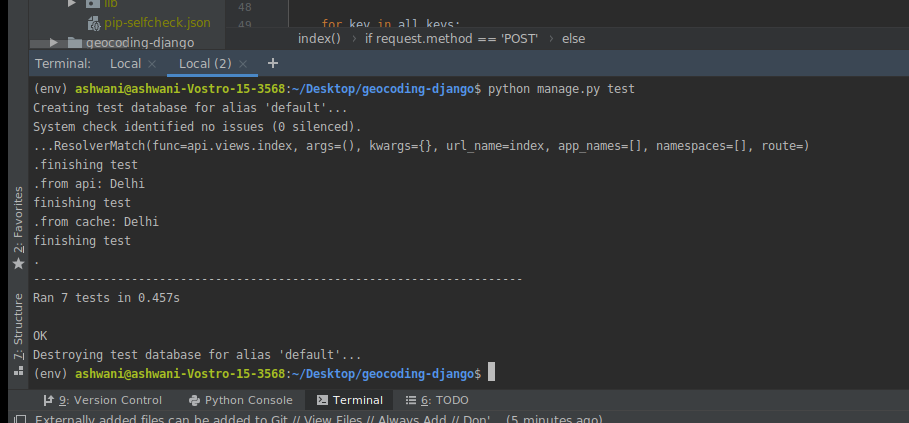 lib
pip-selfcheck.json
geocoding-django
48
49
for key in all_keys:
index() › if request.method == 'POST' › else
Terminal: Local × Local (2) × +
(env) ashwani@ashwani-Vostro-15-3568:~/Desktop/geocoding-django$ python manage.py test
Creating test database for alias 'default'...
System check identified no issues (0 silenced).
...ResolverMatch(func=api.views.index, args=(), kwargs={}, url_name=index, app_names=[], namespaces=[], route=)
.finishing test
.from api: Delhi
finishing test
.from cache: Delhi
finishing test
.
----------------------------------------------------------------------
Ran 7 tests in 0.457s
OK
Destroying test database for alias 'default'...
(env) ashwani@ashwani-Vostro-15-3568:~/Desktop/geocoding-django$
2: Favorites
7: Structure
9: Version Control Python Console Terminal 6: TODO
Externally added files can be added to Git // View Files // Always Add // Don'... (5 minutes ago)